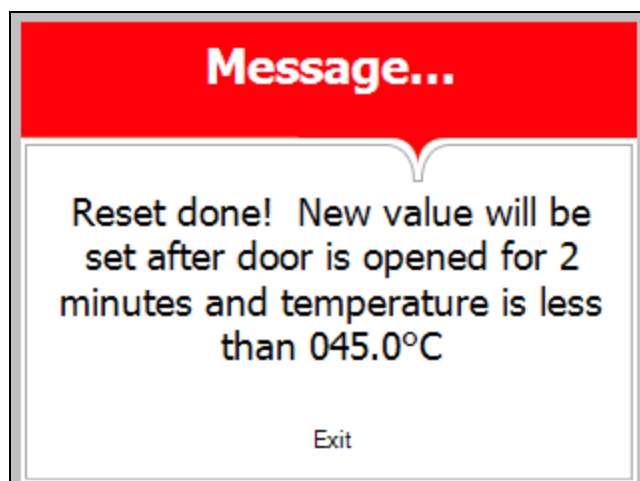 Message...
Reset done!  New value will be
set after door is opened for 2
minutes and temperature is less
than 045.0°C
Exit